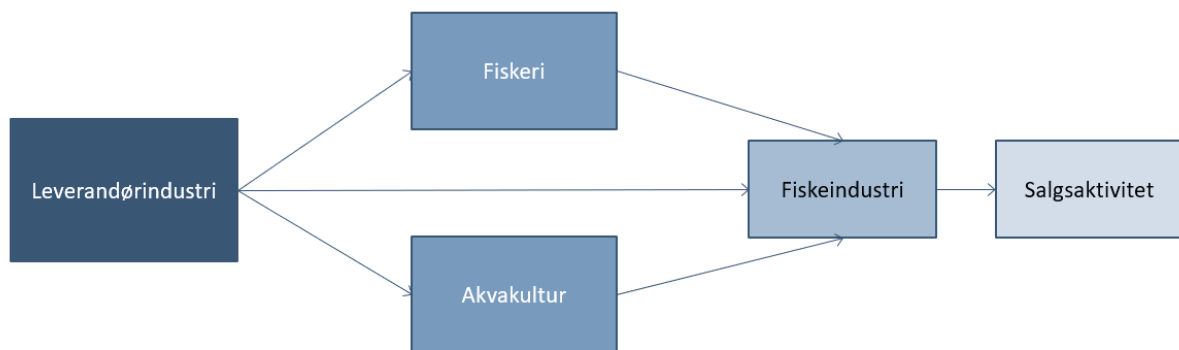 Fiskeri
Leverandørindustri
Fiskeindustri
Salgsaktivitet
Akvakultur